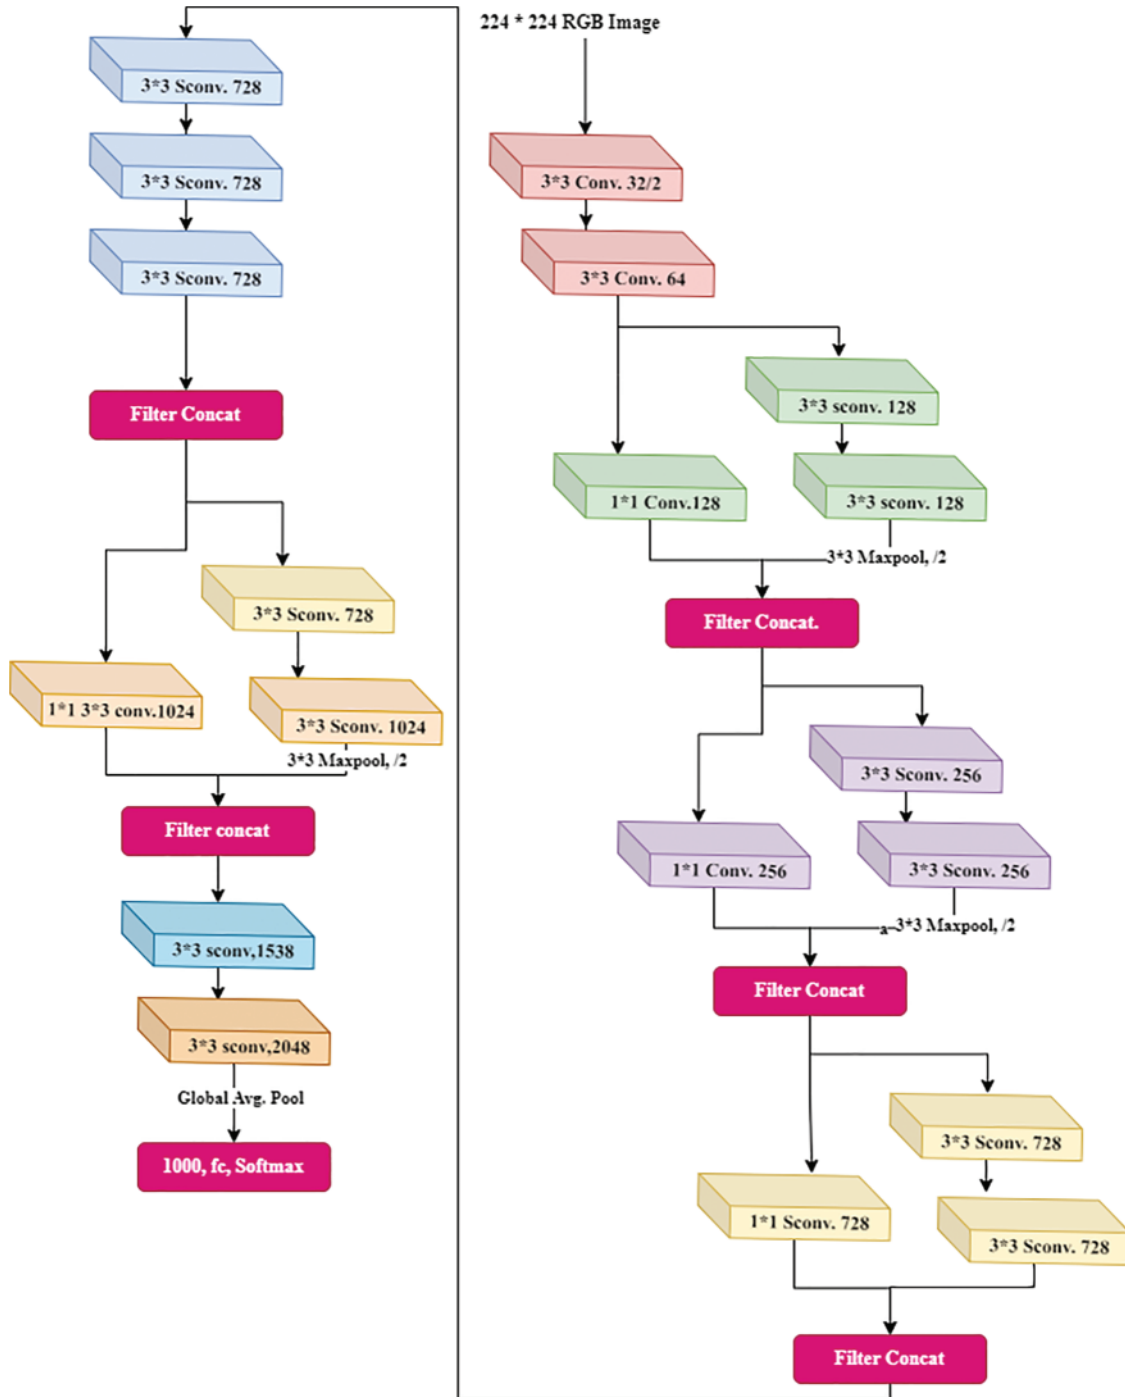 224 * 224 RGB Image
3*3 Conv. 32/2
3*3 Conv. 64
3*3 sconv. 128
1*1 Conv.128
3*3 sconv. 128
3*3 Maxpool, /2
Filter Concat.
3*3 Sconv. 256
1*1 Conv. 256
3*3 Sconv. 256
a 3*3 Maxpool, /2
Filter Concat
3*3 Sconv. 728
1*1 Sconv. 728
3*3 Sconv. 728
Filter Concat
3*3 Sconv. 728
3*3 Sconv. 728
3*3 Sconv. 728
Filter Concat
3*3 Sconv. 728
1*1 3*3 conv.1024
3*3 Sconv. 1024
3*3 Maxpool, /2
Filter concat
3*3 sconv,1538
3*3 sconv,2048
Global Avg. Pool
1000, fc, Softmax